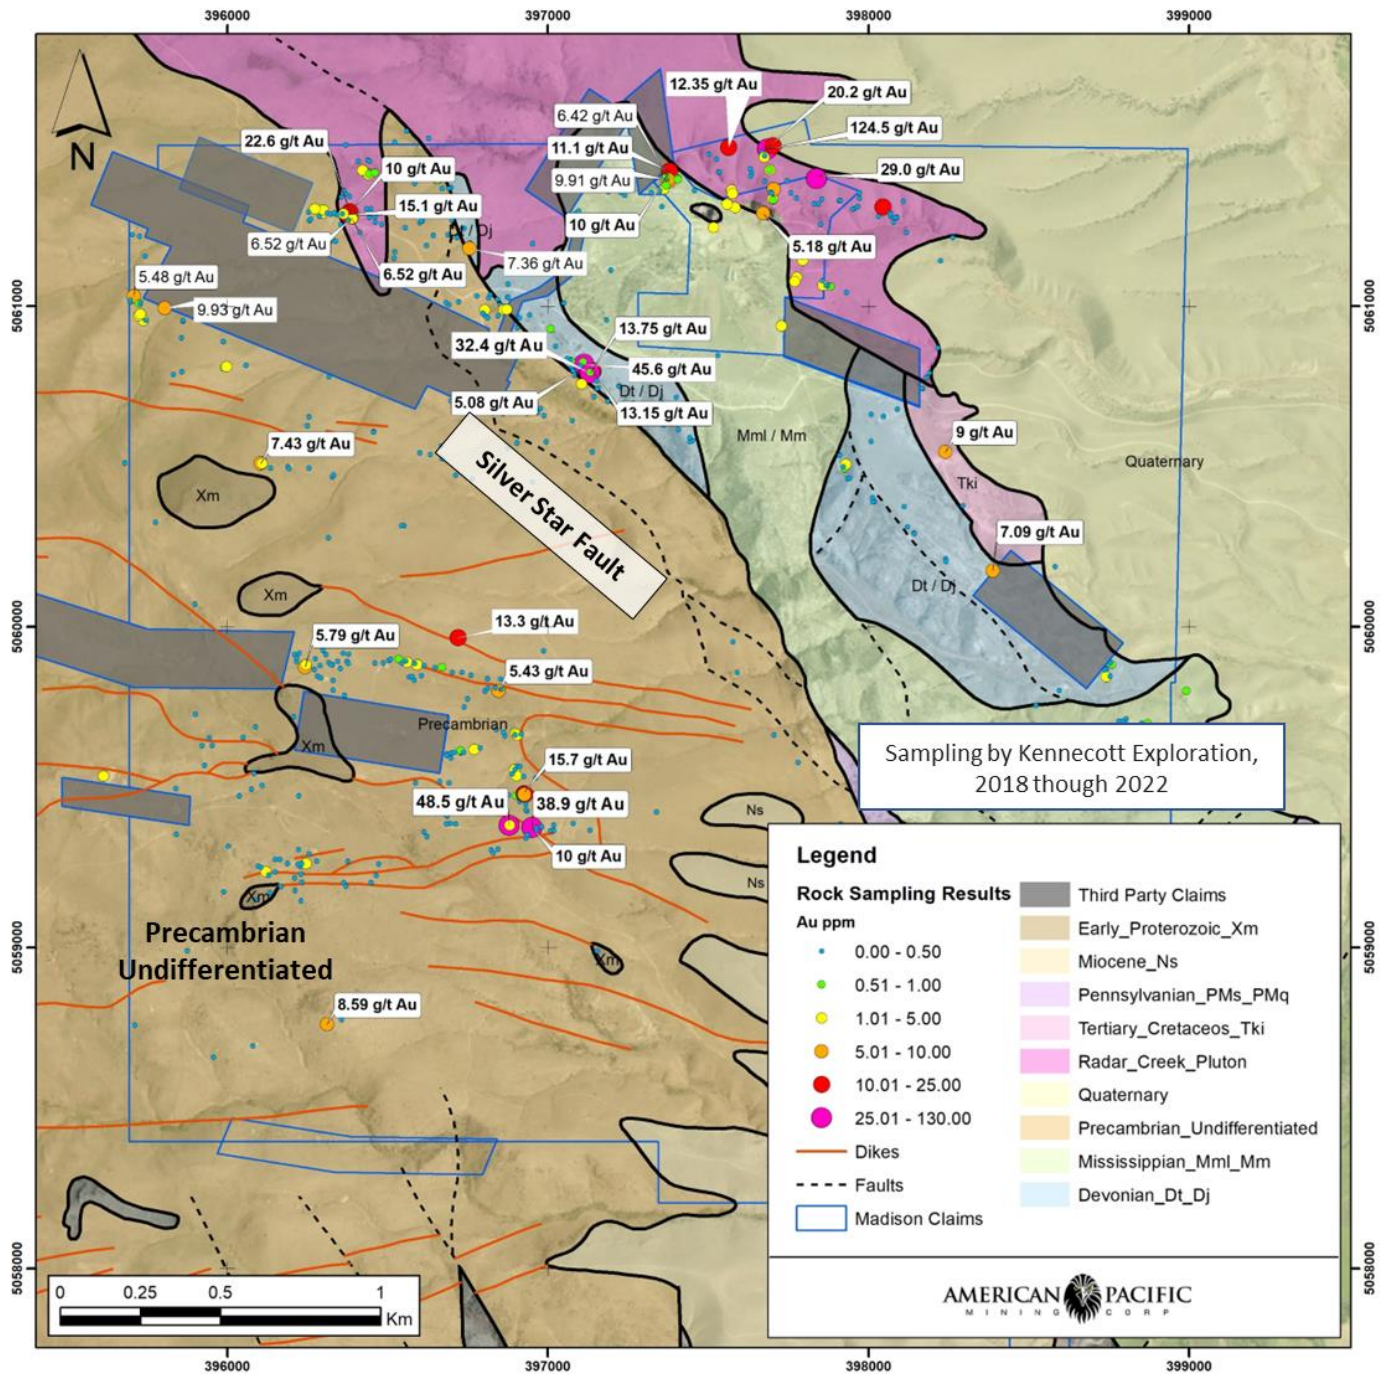 396000
397000
398000
399000
5061000
5060000
5059000
5058000
5061000
5060000
5059000
5058000
N
12.35 g/t Au
20.2 g/t Au
6.42 g/t Au
124.5 g/t Au
22.6 g/t Au
11.1 g/t Au
10 g/t Au
9.91 g/t Au
29.0 g/t Au
15.1 g/t Au
10 g/t Au
6.52 g/t Au
5.18 g/t Au
Dt / Dj
7.36 g/t Au
6.52 g/t Au
5.48 g/t Au
9.93 g/t Au
13.75 g/t Au
32.4 g/t Au
45.6 g/t Au
Dt / Dj
5.08 g/t Au
13.15 g/t Au
Mml / Mm
9 g/t Au
7.43 g/t Au
Silver Star Fault
Quaternary
Xm
Tki
7.09 g/t Au
Dt / Dj
Xm
13.3 g/t Au
5.79 g/t Au
5.43 g/t Au
Precambrian
Xm
Sampling by Kennecott Exploration,
2018 though 2022
15.7 g/t Au
48.5 g/t Au
38.9 g/t Au
Ns
10 g/t Au
Ns
Xm
Precambrian
Undifferentiated
Xm
8.59 g/t Au
Legend
Rock Sampling Results
Au ppm
0.00 - 0.50
0.51 - 1.00
1.01 - 5.00
5.01 - 10.00
10.01 - 25.00
25.01 - 130.00
Dikes
Faults
Madison Claims
Third Party Claims
Early_Proterozoic_Xm
Miocene_Ns
Pennsylvanian_PMs_PMq
Tertiary_Cretaceos_Tki
Radar_Creek_Pluton
Quaternary
Precambrian_Undifferentiated
Mississippian_Mml_Mm
Devonian_Dt_Dj
AMERICAN PACIFIC
MINING CORP
0 0.25 0.5 1
Km
396000
397000
398000
399000